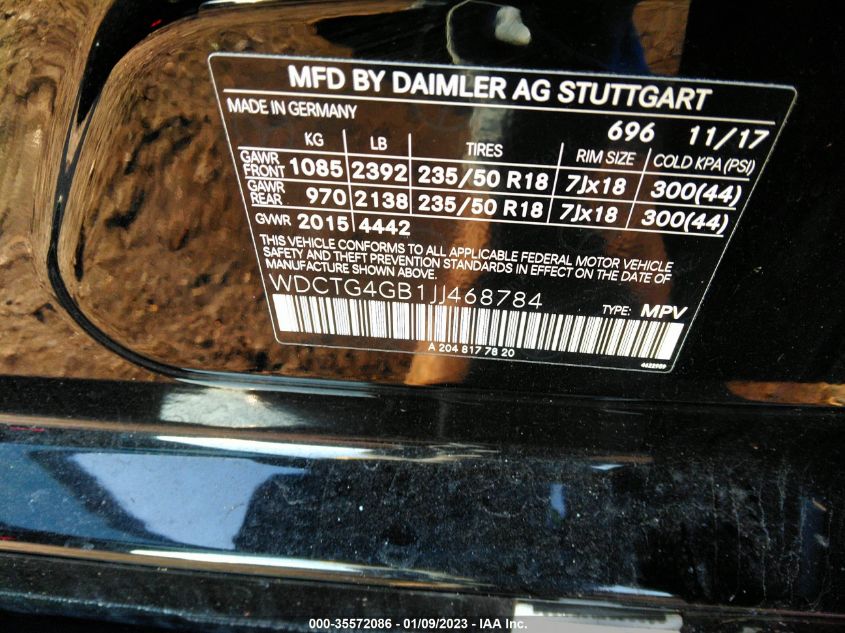 MFD BY DAIMLER AG STUTTGART
MADE IN GERMANY
696 11/17
KG LB TIRES RIM SIZE COLD KPA (PSI)
GAWR FRONT 1085 2392 235/50 R18 7Jx18 300(44)
GAWR REAR 970 2138 235/50 R18 7Jx18 300(44)
GVWR 2015 4442
THIS VEHICLE CONFORMS TO ALL APPLICABLE FEDERAL MOTOR VEHICLE
SAFETY AND THEFT PREVENTION STANDARDS IN EFFECT ON THE DATE OF
MANUFACTURE SHOWN ABOVE.
WDCTG4GB1JJ468784
TYPE: MPV
A 204 817 78 20
4622909
000-35572086 — 01/09/2023 — IAA Inc.